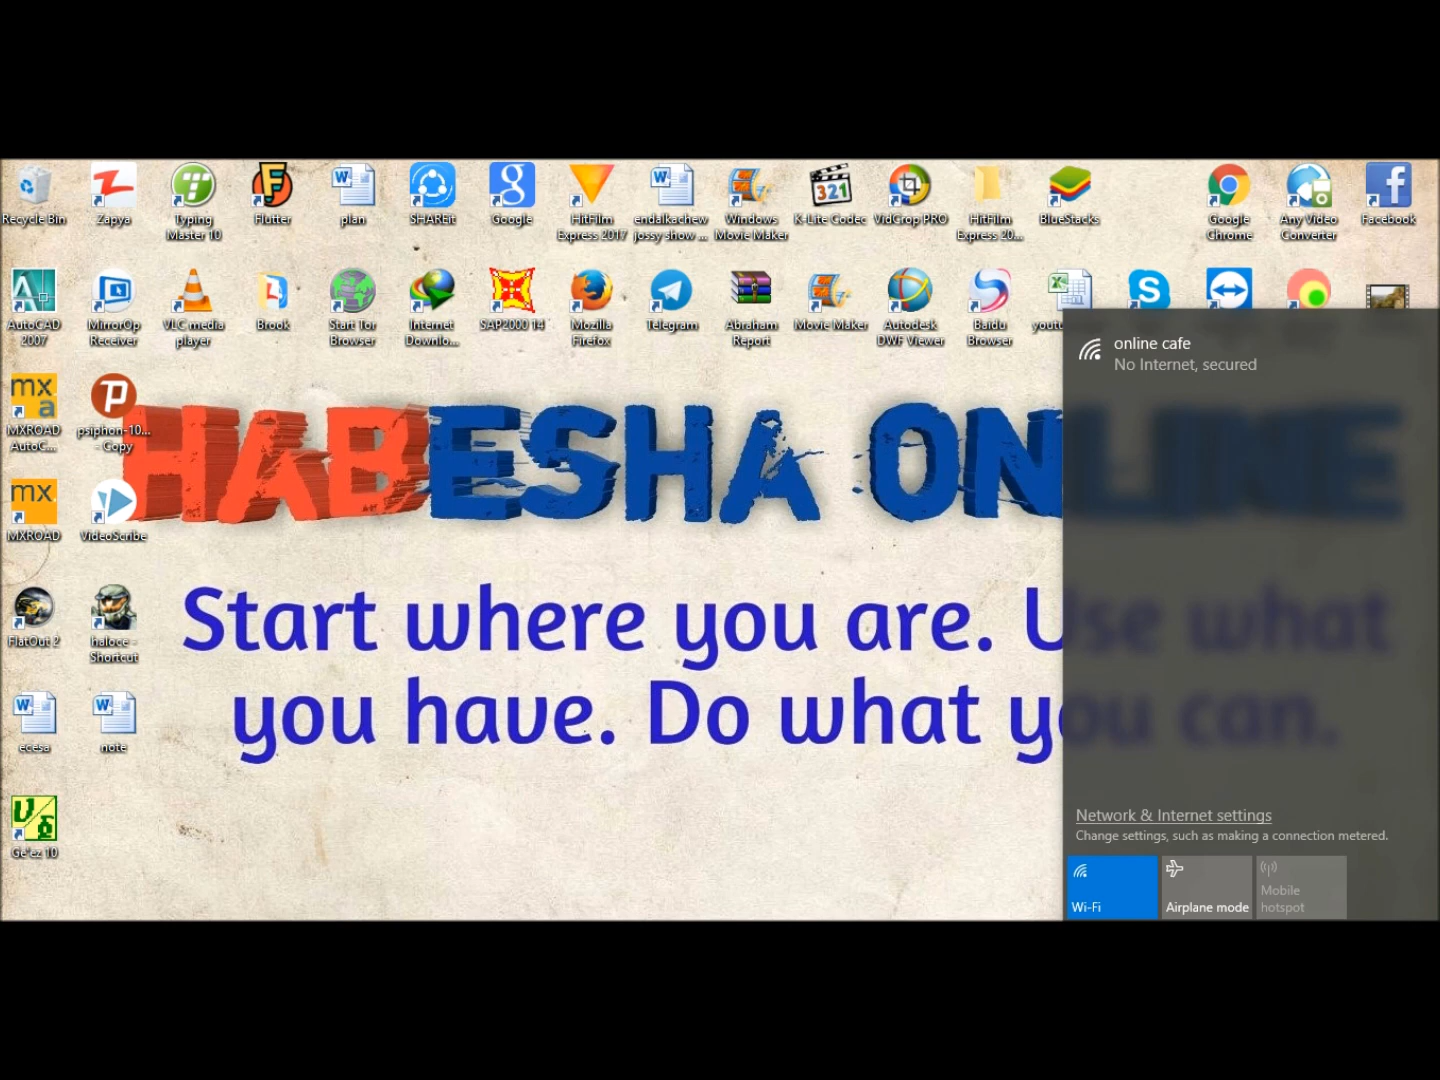 Recycle Bin
Zapya
Typing
Master 10
Flutter
plan
SHAREit
Google
HitFilm
Express 2017
endalkachew
jossy show ...
Windows
Movie Maker
K-Lite Codec
VidCrop PRO
HitFilm
Express 20...
BlueStacks
Google
Chrome
Any Video
Converter
Facebook
AutoCAD
2007
MirrorOp
Receiver
VLC media
player
Brook
Start Tor
Browser
Internet
Downlo...
SAP2000 14
Mozilla
Firefox
Telegram
Abraham
Report
Movie Maker
Autodesk
DWF Viewer
Baidu
Browser
youtu
online cafe
No Internet, secured
mx
a
MXROAD
AutoC...
psiphon-10...
- Copy
HABESHA ONLINE
mx
MXROAD
VideoScribe
FlatOut 2
haloce -
Shortcut
Start where you are. Use what
you have. Do what you can.
ecesa
note
Ge'ez 10
Network & Internet settings
Change settings, such as making a connection metered.
Wi-Fi
Airplane mode
Mobile
hotspot